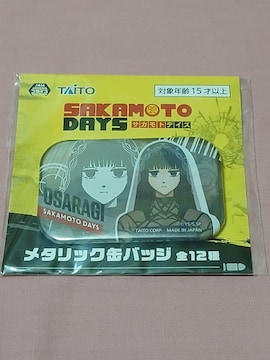 TAITO
対象年齢15才以上
SAKAMOTO
DAYS サカモトデイズ
OSARAGI
SAKAMOTO DAYS
TAITO CORP. MADE IN JAPAN
メタリック缶バッジ 全12種